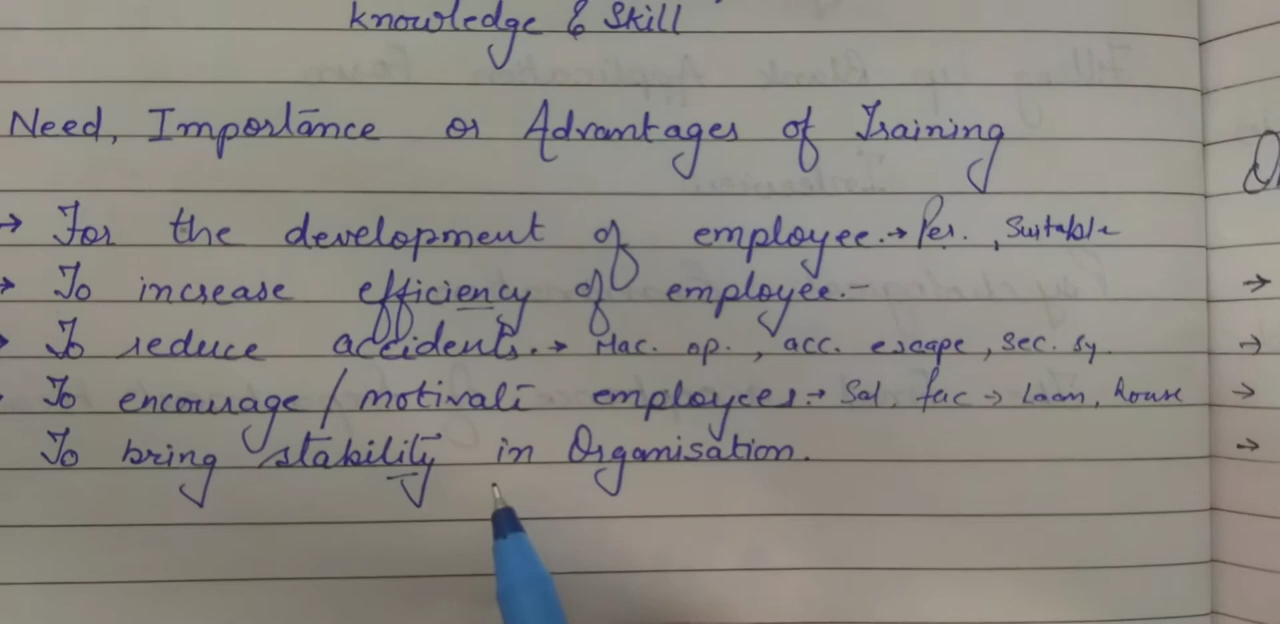 knowledge & Skill
Need, Importance or Advantages of Training
→ For the development of employee.→ Per. , Suitable
→ To increase efficiency of employee.-
→ To reduce accidents.→ Mac. op. , acc. escape, Sec. sy.
To encourage / motivate employees:→ Sal. fac → Loan, house
To bring stability in Organisation.